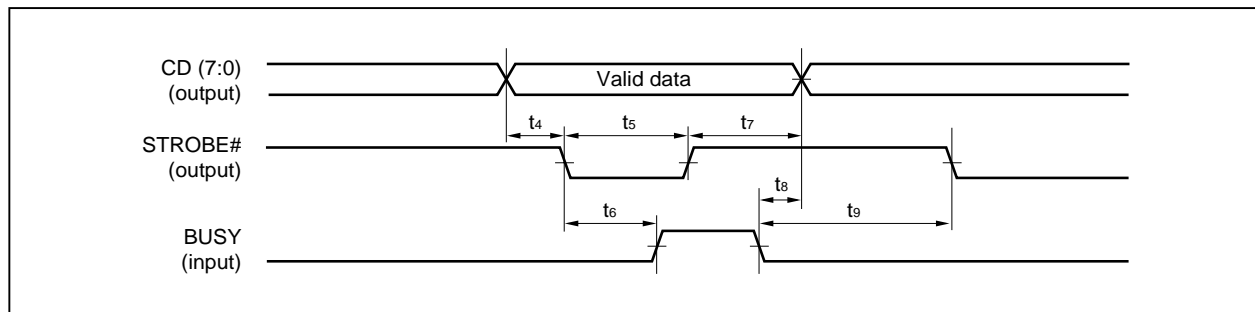 CD (7:0)
(output)
Valid data
t4
t5
t7
STROBE#
(output)
t8
t6
t9
BUSY
(input)